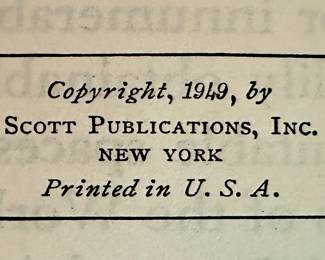 Copyright, 1949, by
SCOTT PUBLICATIONS, INC.
NEW YORK
Printed in U. S. A.